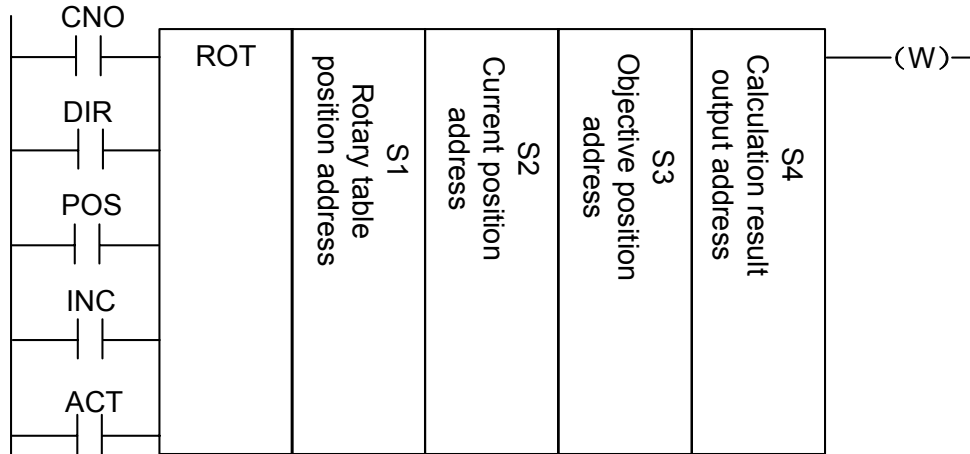 CNO
DIR
POS
INC
ACT
ROT
S1
Rotary table
position address
S2
Current position
address
S3
Objective position
address
S4
Calculation result
output address
(W)